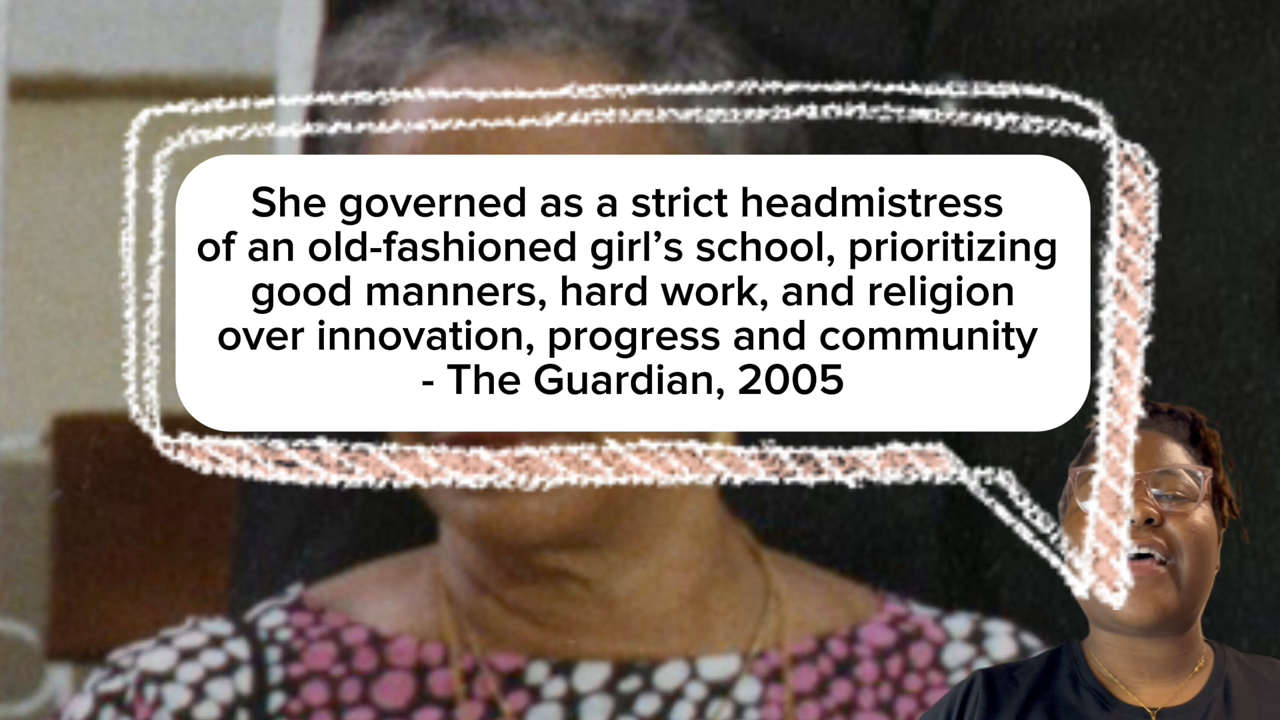 She governed as a strict headmistress
of an old-fashioned girl’s school, prioritizing
good manners, hard work, and religion
over innovation, progress and community
- The Guardian, 2005